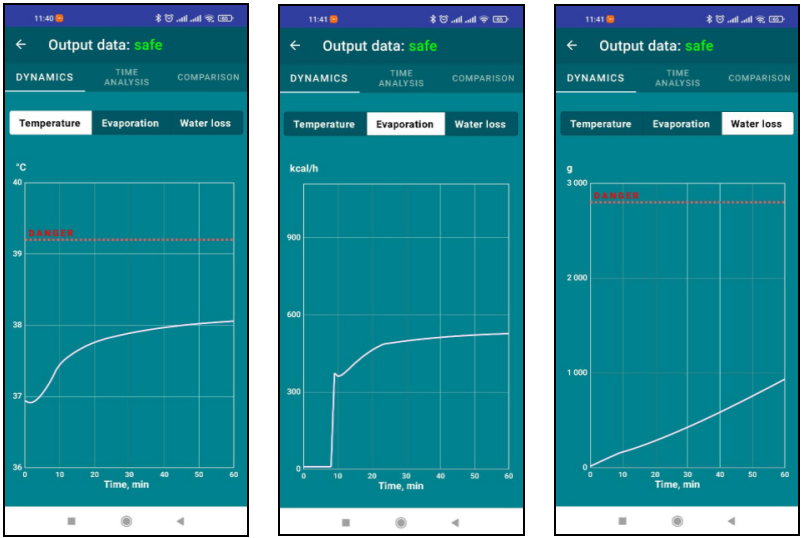 11:40
Output data: safe
DYNAMICS
TIME
ANALYSIS
COMPARISON
Temperature
Evaporation
Water loss
°C
40
DANGER
39
38
37
36
0 10 20 30 40 50 60
Time, min
11:41
Output data: safe
DYNAMICS
TIME
ANALYSIS
COMPARISON
Temperature
Evaporation
Water loss
kcal/h
900
600
300
0
0 10 20 30 40 50 60
Time, min
11:41
Output data: safe
DYNAMICS
TIME
ANALYSIS
COMPARISON
Temperature
Evaporation
Water loss
g
3 000
DANGER
2 000
1 000
0
0 10 20 30 40 50 60
Time, min